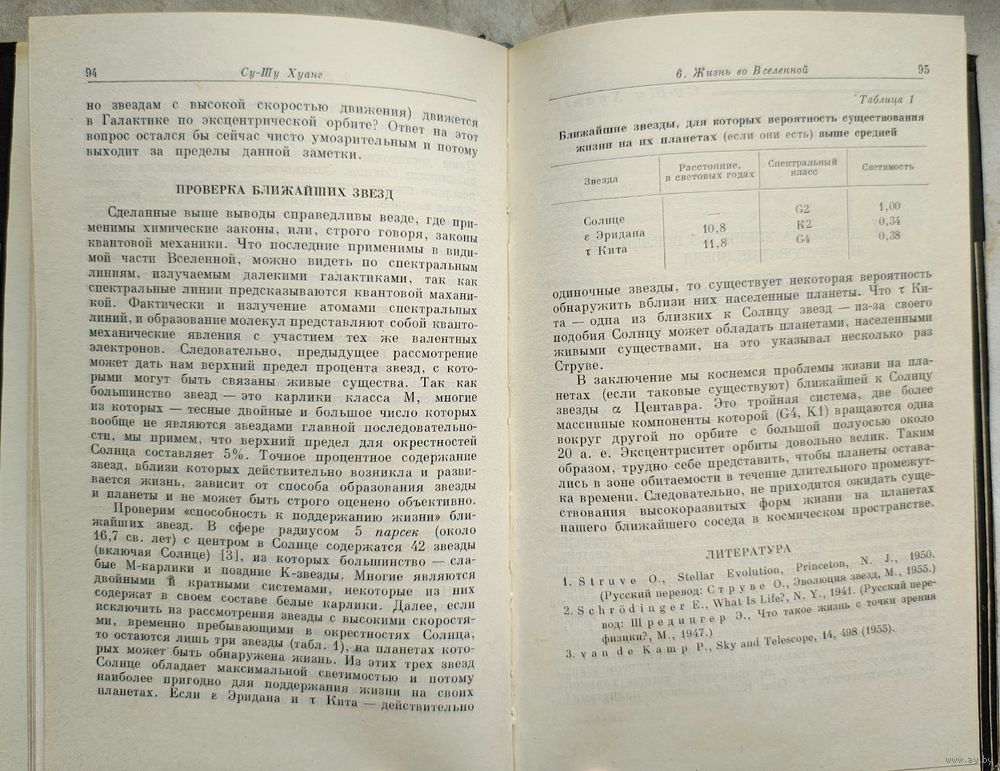 94
Су-Шу Хуанг
но звездам с высокой скоростью движения) движется
в Галактике по эксцентрической орбите? Ответ на этот
вопрос остался бы сейчас чисто умозрительным и потому
выходит за пределы данной заметки.
ПРОВЕРКА БЛИЖАЙШИХ ЗВЕЗД
Сделанные выше выводы справедливы везде, где при-
менимы химические законы, или, строго говоря, законы
квантовой механики. Что последние применимы в види-
мой части Вселенной, можно видеть по спектральным
линиям, излучаемым далекими галактиками, так как
спектральные линии предсказываются квантовой механи-
кой. Фактически и излучение атомами спектральных
линий, и образование молекул представляют собой кванто-
механические явления с участием тех же валентных
электронов. Следовательно, предыдущее рассмотрение
может дать нам верхний предел процента звезд, с кото-
рыми могут быть связаны живые существа. Так как
большинство звезд — это карлики класса М, многие
из которых — тесные двойные и большое число которых
вообще не являются звездами главной последовательно-
сти, мы примем, что верхний предел для окрестностей
Солнца составляет 5%. Точное процентное содержание
звезд, вблизи которых действительно возникла и разви-
вается жизнь, зависит от способа образования звезды
и планеты и не может быть строго оценено объективно.
Проверим «способность к поддержанию жизни» бли-
жайших звезд. В сфере радиусом 5 парсек (около
16,7 св. лет) с центром в Солнце содержатся 42 звезды
(включая Солнце) [3], из которых большинство — сла-
бые М-карлики и поздние К-звезды. Многие являются
двойными и кратными системами, некоторые из них
содержат в своем составе белые карлики. Далее, если
исключить из рассмотрения звезды с высокими скоростя-
ми, временно пребывающими в окрестностях Солнца,
то остаются лишь три звезды (табл. 1), на планетах кото-
рых может быть обнаружена жизнь. Из этих трех звезд
Солнце обладает максимальной светимостью и потому
наиболее пригодно для поддержания жизни на своих
планетах. Если ε Эридана и τ Кита — действительно
6. Жизнь во Вселенной
95
Таблица 1
Ближайшие звезды, для которых вероятность существования
жизни на их планетах (если они есть) выше средней
Звезда Расстояние, в световых годах Спектральный класс Светимость
Солнце — G2 1,00
ε Эридана 10,8 K2 0,34
τ Кита 11,8 G4 0,38
одиночные звезды, то существует некоторая вероятность
обнаружить вблизи них населенные планеты. Что τ Ки-
та — одна из близких к Солнцу звезд — из-за своего
подобия Солнцу может обладать планетами, населенными
живыми существами, на это указывал несколько раз
Струве.
В заключение мы коснемся проблемы жизни на пла-
нетах (если таковые существуют) ближайшей к Солнцу
звезды α Центавра. Это тройная система, две более
массивные компоненты которой (G4, K1) вращаются одна
вокруг другой по орбите с большой полуосью около
20 а. е. Эксцентриситет орбиты довольно велик. Таким
образом, трудно себе представить, чтобы планеты остава-
лись в зоне обитаемости в течение длительного промежут-
ка времени. Следовательно, не приходится ожидать суще-
ствования высокоразвитых форм жизни на планетах
нашего ближайшего соседа в космическом пространстве.
ЛИТЕРАТУРА
1. Struve O., Stellar Evolution, Princeton, N. J., 1950.
(Русский перевод: Струве О., Эволюция звезд, М., 1955.)
2. Schrödinger E., What Is Life?, N. Y., 1941. (Русский пере-
вод: Шредингер Э., Что такое жизнь с точки зрения
физики?, М., 1947.)
3. van de Kamp P., Sky and Telescope, 14, 498 (1955).
www.ay.by